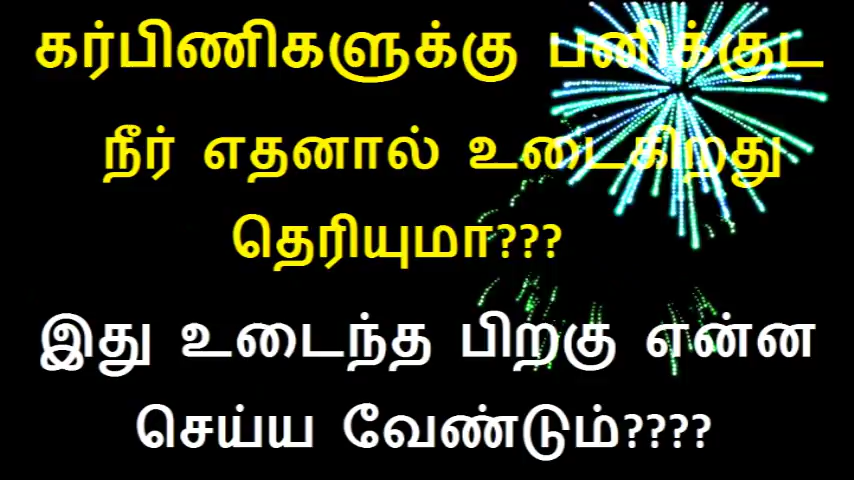 கர்பிணிகளுக்கு பனிக்குட
நீர் எதனால் உடைகிறது
தெரியுமா???
இது உடைந்த பிறகு என்ன
செய்ய வேண்டும்????